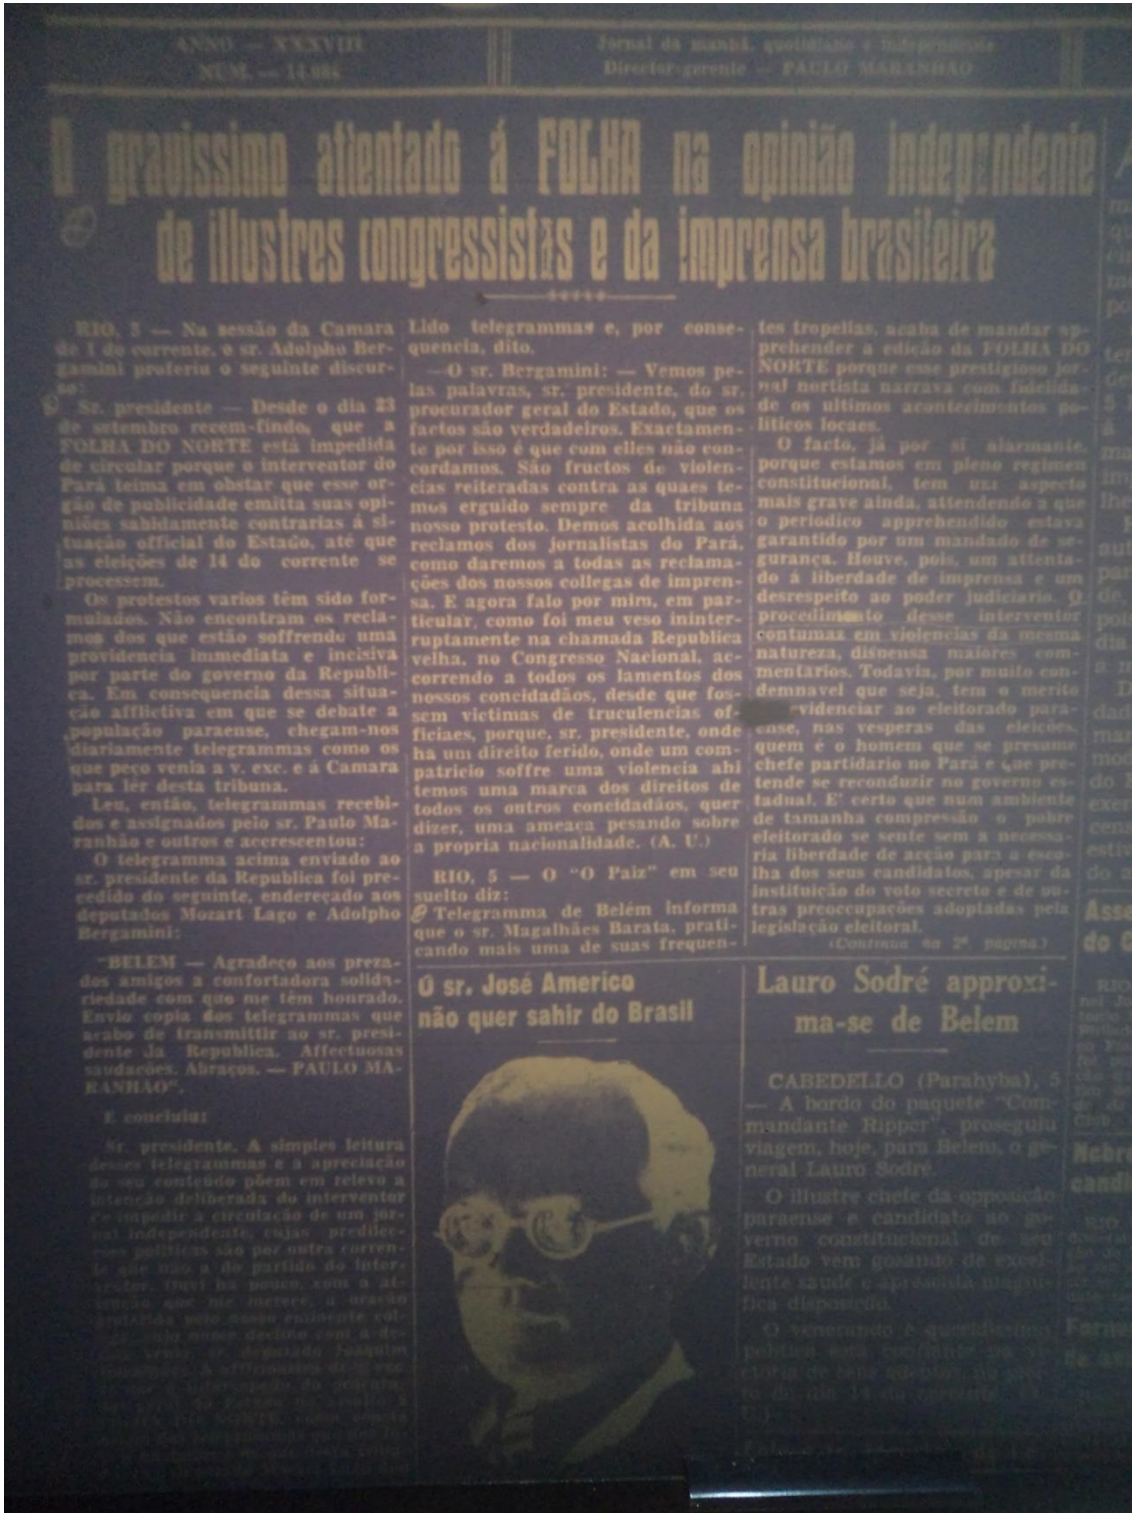 ANNO — XXXVIII
NUM. — 14.084
Jornal da manhã, quotidiano e independente
Director-gerente — PAULO MARANHÃO
O gravissimo attentado á FOLHA na opinião independente
de illustres congressistas e da imprensa brasileira
RIO, 5 — Na sessão da Camara
de 1 do corrente, o sr. Adolpho Ber-
gamini proferiu o seguinte discur-
so:
Sr. presidente — Desde o dia 23
de setembro recem-findo, que a
FOLHA DO NORTE está impedida
de circular porque o interventor do
Pará teima em obstar que esse or-
gão de publicidade emitta suas opi-
niões sabidamente contrarias á si-
tuação official do Estado, até que
as eleições de 14 do corrente se
processem.
Os protestos varios têm sido for-
mulados. Não encontram os recla-
mos dos que estão soffrendo uma
providencia immediata e incisiva
por parte do governo da Republi-
ca. Em consequencia dessa situa-
ção afflictiva em que se debate a
população paraense, chegam-nos
diariamente telegrammas como os
que peço venia a v. exc. e á Camara
para ler desta tribuna.
Leu, então, telegrammas recebi-
dos e assignados pelo sr. Paulo Ma-
ranhão e outros e accrescentou:
O telegramma acima enviado ao
sr. presidente da Republica foi pre-
cedido do seguinte, endereçado aos
deputados Mozart Lago e Adolpho
Bergamini:
"BELEM — Agradeço aos preza-
dos amigos a confortadora solida-
riedade com que me têm honrado.
Envio copia dos telegrammas que
acabo de transmittir ao sr. presi-
dente da Republica. Affectuosas
saudações. Abraços. — PAULO MA-
RANHÃO".
E concluiu:
Sr. presidente. A simples leitura
desses telegrammas e a apreciação
do seu conteúdo põem em relevo a
intenção deliberada do interventor
de impedir a circulação de um jor-
nal independente, cujas predilec-
ções politicas são por outra corren-
te que não a do partido do inter-
ventor. Ouvi ha pouco, com a at-
tenção que me merece, a oração
Lido telegrammas e, por conse-
quencia, dito.
—O sr. Bergamini: — Vemos pe-
las palavras, sr. presidente, do sr.
procurador geral do Estado, que os
factos são verdadeiros. Exactamen-
te por isso é que com elles não con-
cordamos. São fructos de violen-
cias reiteradas contra as quaes te-
mos erguido sempre da tribuna
nosso protesto. Demos acolhida aos
reclamos dos jornalistas do Pará,
como daremos a todas as reclama-
ções dos nossos collegas de impren-
sa. E agora falo por mim, em par-
ticular, como foi meu veso ininter-
ruptamente na chamada Republica
velha, no Congresso Nacional, ac-
correndo a todos os lamentos dos
nossos concidadãos, desde que fos-
sem victimas de truculencias of-
ficiaes, porque, sr. presidente, onde
ha um direito ferido, onde um com-
patricio soffre uma violencia ahi
temos uma marca dos direitos de
todos os outros concidadãos, quer
dizer, uma ameaça pesando sobre
a propria nacionalidade. (A. U.)
RIO, 5 — O "O Paiz" em seu
suelto diz:
Telegramma de Belém informa
que o sr. Magalhães Barata, prati-
cando mais uma de suas frequen-
tes tropelias, acaba de mandar ap-
prehender a edição da FOLHA DO
NORTE porque esse prestigioso jor-
nal nortista narrava com fidelida-
de os ultimos acontecimentos po-
liticos locaes.
O facto, já por si alarmante,
porque estamos em pleno regimen
constitucional, tem um aspecto
mais grave ainda, attendendo a que
o periodico apprehendido estava
garantido por um mandado de se-
gurança. Houve, pois, um attenta-
do á liberdade de imprensa e um
desrespeito ao poder judiciario. O
procedimento desse interventor
contumas em violencias da mesma
natureza, dispensa maiores com-
mentarios. Todavia, por muito con-
demnavel que seja, tem o merito
videnciar ao eleitorado para-
ense, nas vesperas das eleições,
quem é o homem que se presume
chefe partidario no Pará e que pre-
tende se reconduzir no governo es-
tadual. E' certo que num ambiente
de tamanha compressão o pobre
eleitorado se sente sem a necessa-
ria liberdade de acção para a esco-
lha dos seus candidatos, apesar da
instituição do voto secreto e de ou-
tras preoccupações adoptadas pela
legislação eleitoral.
(Continúa na 2ª. pagina.)
O sr. José Americo
não quer sahir do Brasil
Lauro Sodré approxi-
ma-se de Belem
CABEDELLO (Parahyba), 5
— A bordo do paquete "Com-
mandante Ripper", proseguiu
viagem, hoje, para Belem, o ge-
neral Lauro Sodré.
O illustre chefe da opposição
paraense e candidato ao go-
verno constitucional de seu
Estado vem gosando de excel-
lente saude e apresenta magni-
fica disposição.
O venerando e queridissimo
politico está confiante na vi-